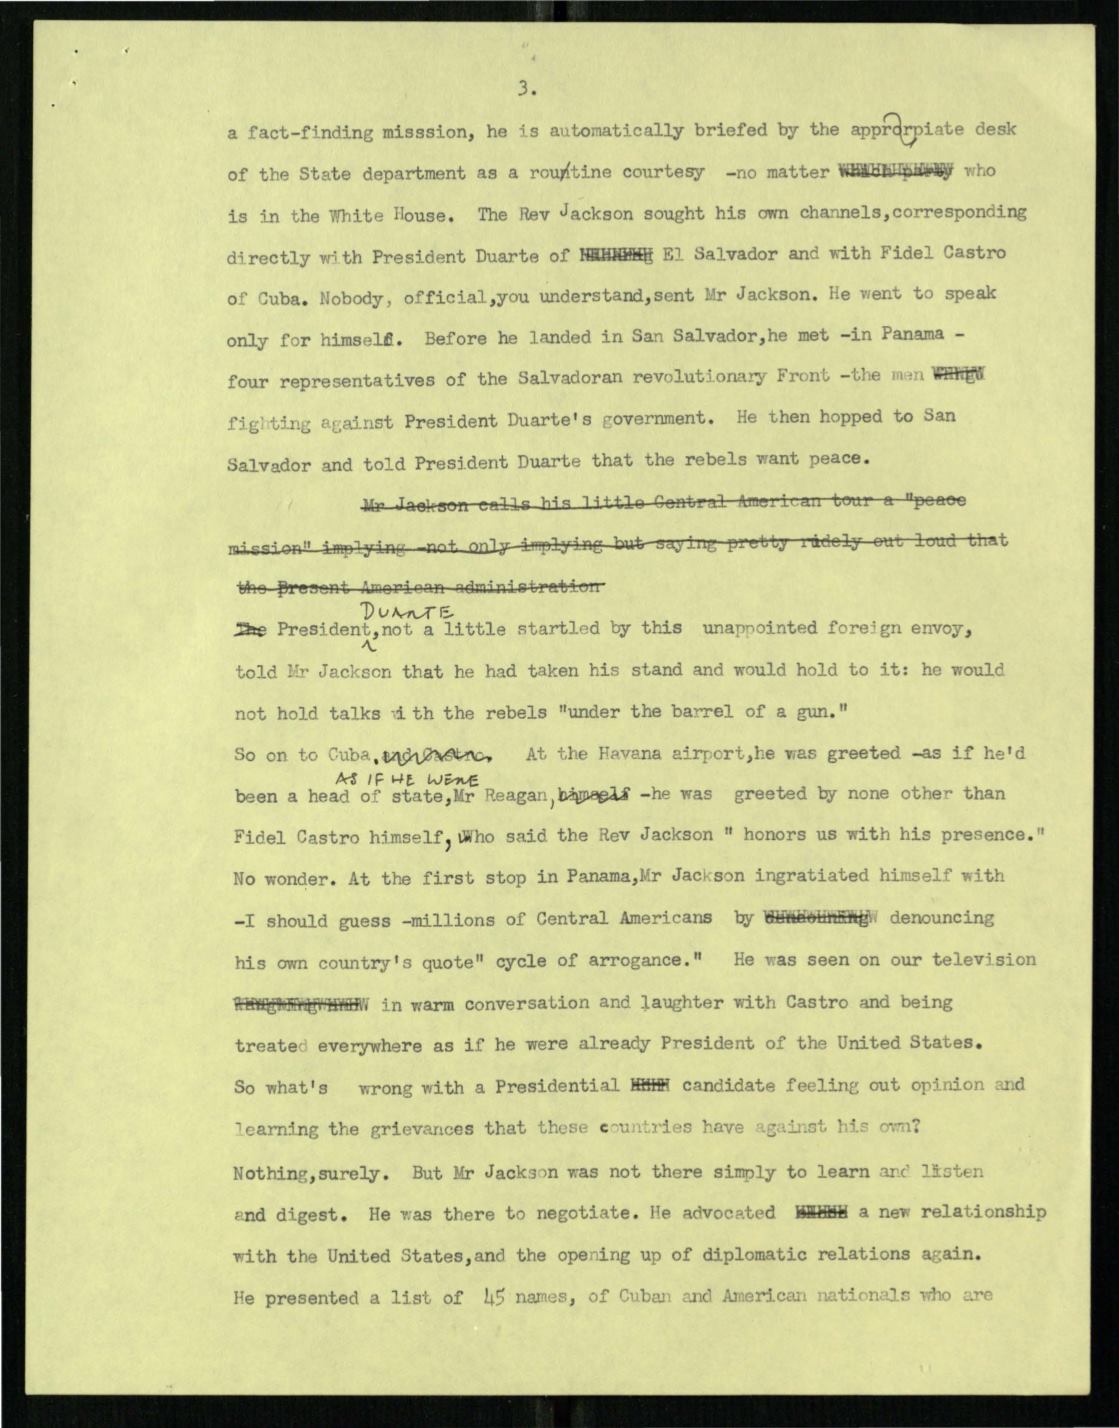 3.
a fact-finding misssion, he is automatically briefed by the approrpiate desk
of the State department as a rountine courtesy -no matter who
is in the White House. The Rev Jackson sought his own channels,corresponding
directly with President Duarte of El Salvador and with Fidel Castro
of Cuba. Nobody, official,you understand,sent Mr Jackson. He went to speak
only for himself. Before he landed in San Salvador,he met -in Panama -
four representatives of the Salvadoran revolutionary Front -the men
fighting against President Duarte's government. He then hopped to San
Salvador and told President Duarte that the rebels want peace.
Mr Jackson calls his little Central American tour a "peace
mission" implying -not only implying but saying pretty rudely out loud that
the Present American administration
DUARTE
The President,not a little startled by this unappointed foreign envoy,
told Mr Jackson that he had taken his stand and would hold to it: he would
not hold talks with the rebels "under the barrel of a gun."
So on to Cuba, and Castro. At the Havana airport,he was greeted -as if he'd
AS IF HE WERE
been a head of state,Mr Reagan, himself -he was greeted by none other than
Fidel Castro himself, Who said the Rev Jackson " honors us with his presence."
No wonder. At the first stop in Panama,Mr Jackson ingratiated himself with
-I should guess -millions of Central Americans by denouncing
his own country's quote" cycle of arrogance." He was seen on our television
in warm conversation and laughter with Castro and being
treated everywhere as if he were already President of the United States.
So what's wrong with a Presidential candidate feeling out opinion and
learning the grievances that these countries have against his own?
Nothing,surely. But Mr Jackson was not there simply to learn and listen
and digest. He was there to negotiate. He advocated a new relationship
with the United States,and the opening up of diplomatic relations again.
He presented a list of 45 names, of Cuban and American nationals who are